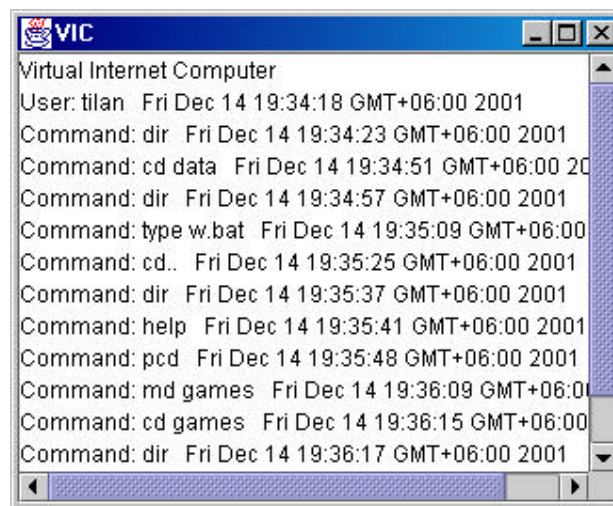 VIC
Virtual Internet Computer
User: tilan Fri Dec 14 19:34:18 GMT+06:00 2001
Command: dir Fri Dec 14 19:34:23 GMT+06:00 2001
Command: cd data Fri Dec 14 19:34:51 GMT+06:00 20
Command: dir Fri Dec 14 19:34:57 GMT+06:00 2001
Command: type w.bat Fri Dec 14 19:35:09 GMT+06:00
Command: cd.. Fri Dec 14 19:35:25 GMT+06:00 2001
Command: dir Fri Dec 14 19:35:37 GMT+06:00 2001
Command: help Fri Dec 14 19:35:41 GMT+06:00 2001
Command: pcd Fri Dec 14 19:35:48 GMT+06:00 2001
Command: md games Fri Dec 14 19:36:09 GMT+06:0
Command: cd games Fri Dec 14 19:36:15 GMT+06:00
Command: dir Fri Dec 14 19:36:17 GMT+06:00 2001